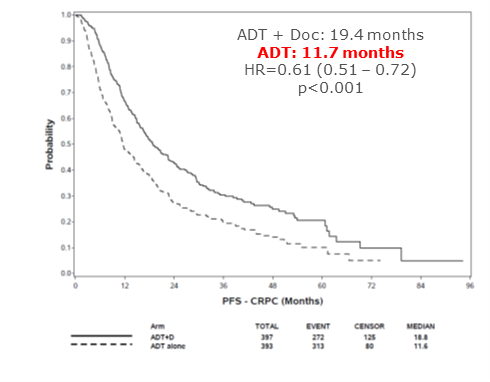 ADT + Doc: 19.4 months
ADT: 11.7 months
HR=0.61 (0.51 – 0.72)
p<0.001
1.0
0.9
0.8
0.7
0.6
0.5
0.4
0.3
0.2
0.1
0.0
Probability
0 12 24 36 48 60 72 84 96
PFS - CRPC (Months)
Arm TOTAL EVENT CENSOR MEDIAN
ADT+D 397 272 125 18.8
ADT alone 393 313 80 11.6